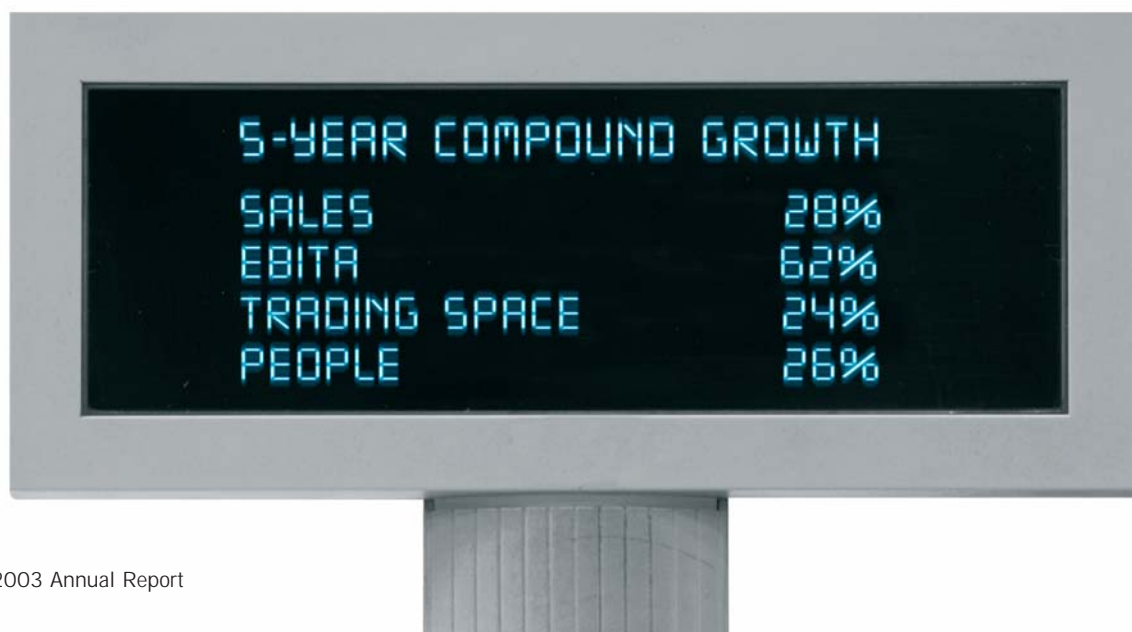 5-YEAR COMPOUND GROWTH
SALES 28%
EBITA 62%
TRADING SPACE 24%
PEOPLE 26%
2003 Annual Report